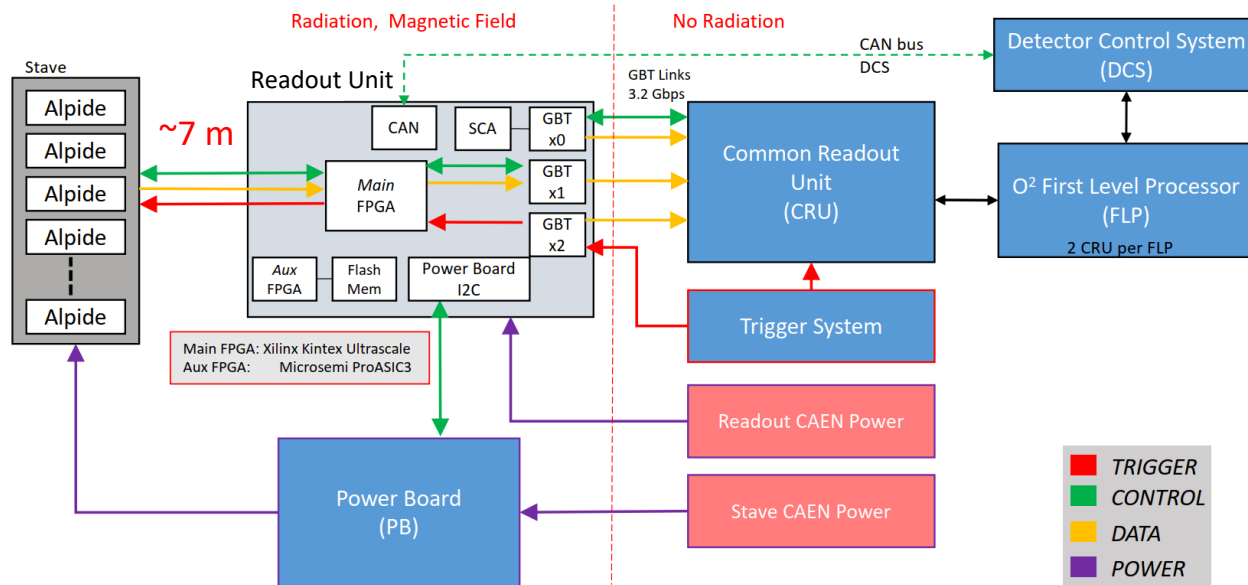 Radiation,  Magnetic Field
No Radiation
CAN bus
DCS
Detector Control System
(DCS)
Stave
Readout Unit
GBT Links
3.2 Gbps
Alpide
Alpide
Alpide
Alpide
Alpide
~7 m
CAN
SCA
GBT
x0
Main
FPGA
GBT
x1
GBT
x2
Aux
FPGA
Flash
Mem
Power Board
I2C
Common Readout
Unit
(CRU)
O² First Level Processor
(FLP)
2 CRU per FLP
Trigger System
Main FPGA: Xilinx Kintex Ultrascale
Aux FPGA:      Microsemi ProASIC3
Readout CAEN Power
Power Board
(PB)
Stave CAEN Power
TRIGGER
CONTROL
DATA
POWER